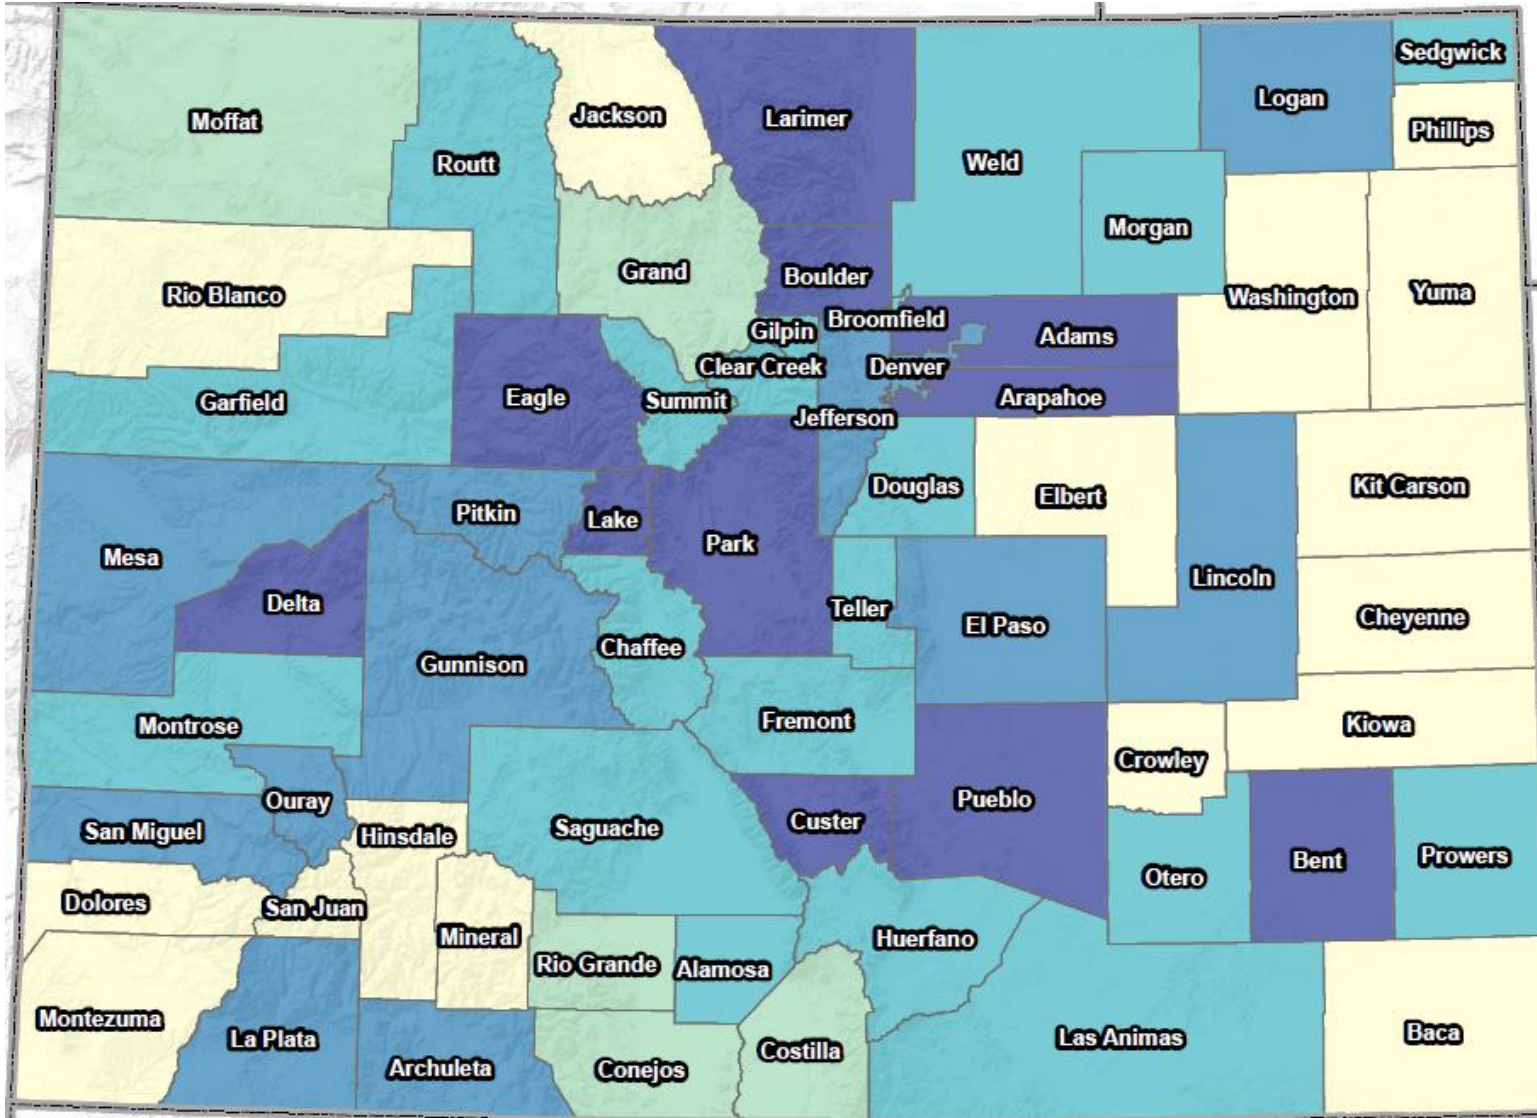 Sedgwick
Logan
Moffat
Jackson
Larimer
Phillips
Routt
Weld
Morgan
Grand
Boulder
Rio Blanco
Washington
Yuma
Broomfield
Gilpin
Adams
Clear Creek
Denver
Garfield
Eagle
Summit
Arapahoe
Jefferson
Douglas
Elbert
Kit Carson
Pitkin
Lake
Park
Mesa
Lincoln
Delta
Teller
El Paso
Cheyenne
Chaffee
Gunnison
Montrose
Fremont
Kiowa
Crowley
Ouray
Pueblo
San Miguel
Hinsdale
Saguache
Custer
Bent
Prowers
Otero
Dolores
San Juan
Mineral
Huerfano
Rio Grande
Alamosa
Montezuma
La Plata
Archuleta
Conejos
Costilla
Las Animas
Baca